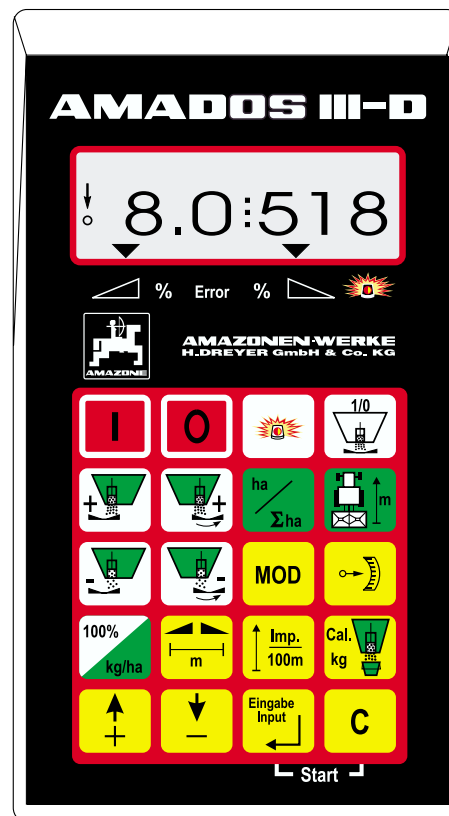 AMADOS III-D
8.0:518
% Error %
AMAZONE
AMAZONEN-WERKE
H.DREYER GmbH & Co. KG
I O 1/0
+ + ha
Σha
m
- - MOD
100%
kg/ha
m
Imp.
100m
Cal.
kg
+ - Eingabe
Input
C
Start